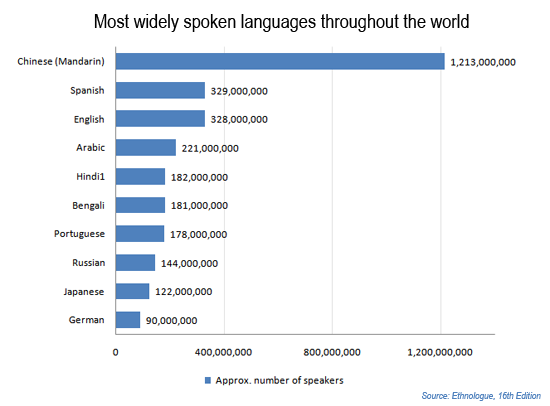 Most widely spoken languages throughout the world
Chinese (Mandarin) 1,213,000,000
Spanish 329,000,000
English 328,000,000
Arabic 221,000,000
Hindi1 182,000,000
Bengali 181,000,000
Portuguese 178,000,000
Russian 144,000,000
Japanese 122,000,000
German 90,000,000
0 400,000,000 800,000,000 1,200,000,000
Approx. number of speakers
Source: Ethnologue, 16th Edition